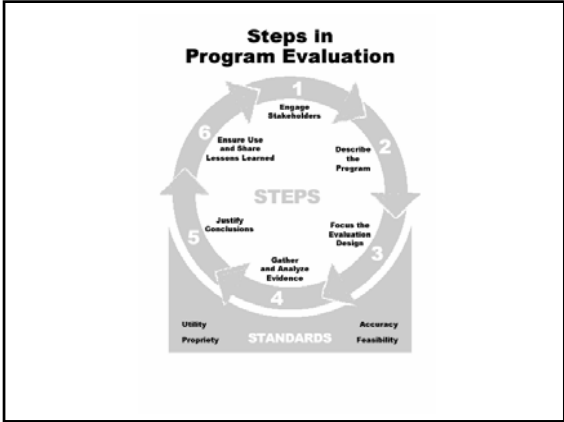 Steps in
Program Evaluation
1
Engage
Stakeholders
2
Describe
the
Program
3
Focus the
Evaluation
Design
4
Gather
and Analyze
Evidence
5
Justify
Conclusions
6
Ensure Use
and Share
Lessons Learned
STEPS
Utility
Propriety
STANDARDS
Accuracy
Feasibility